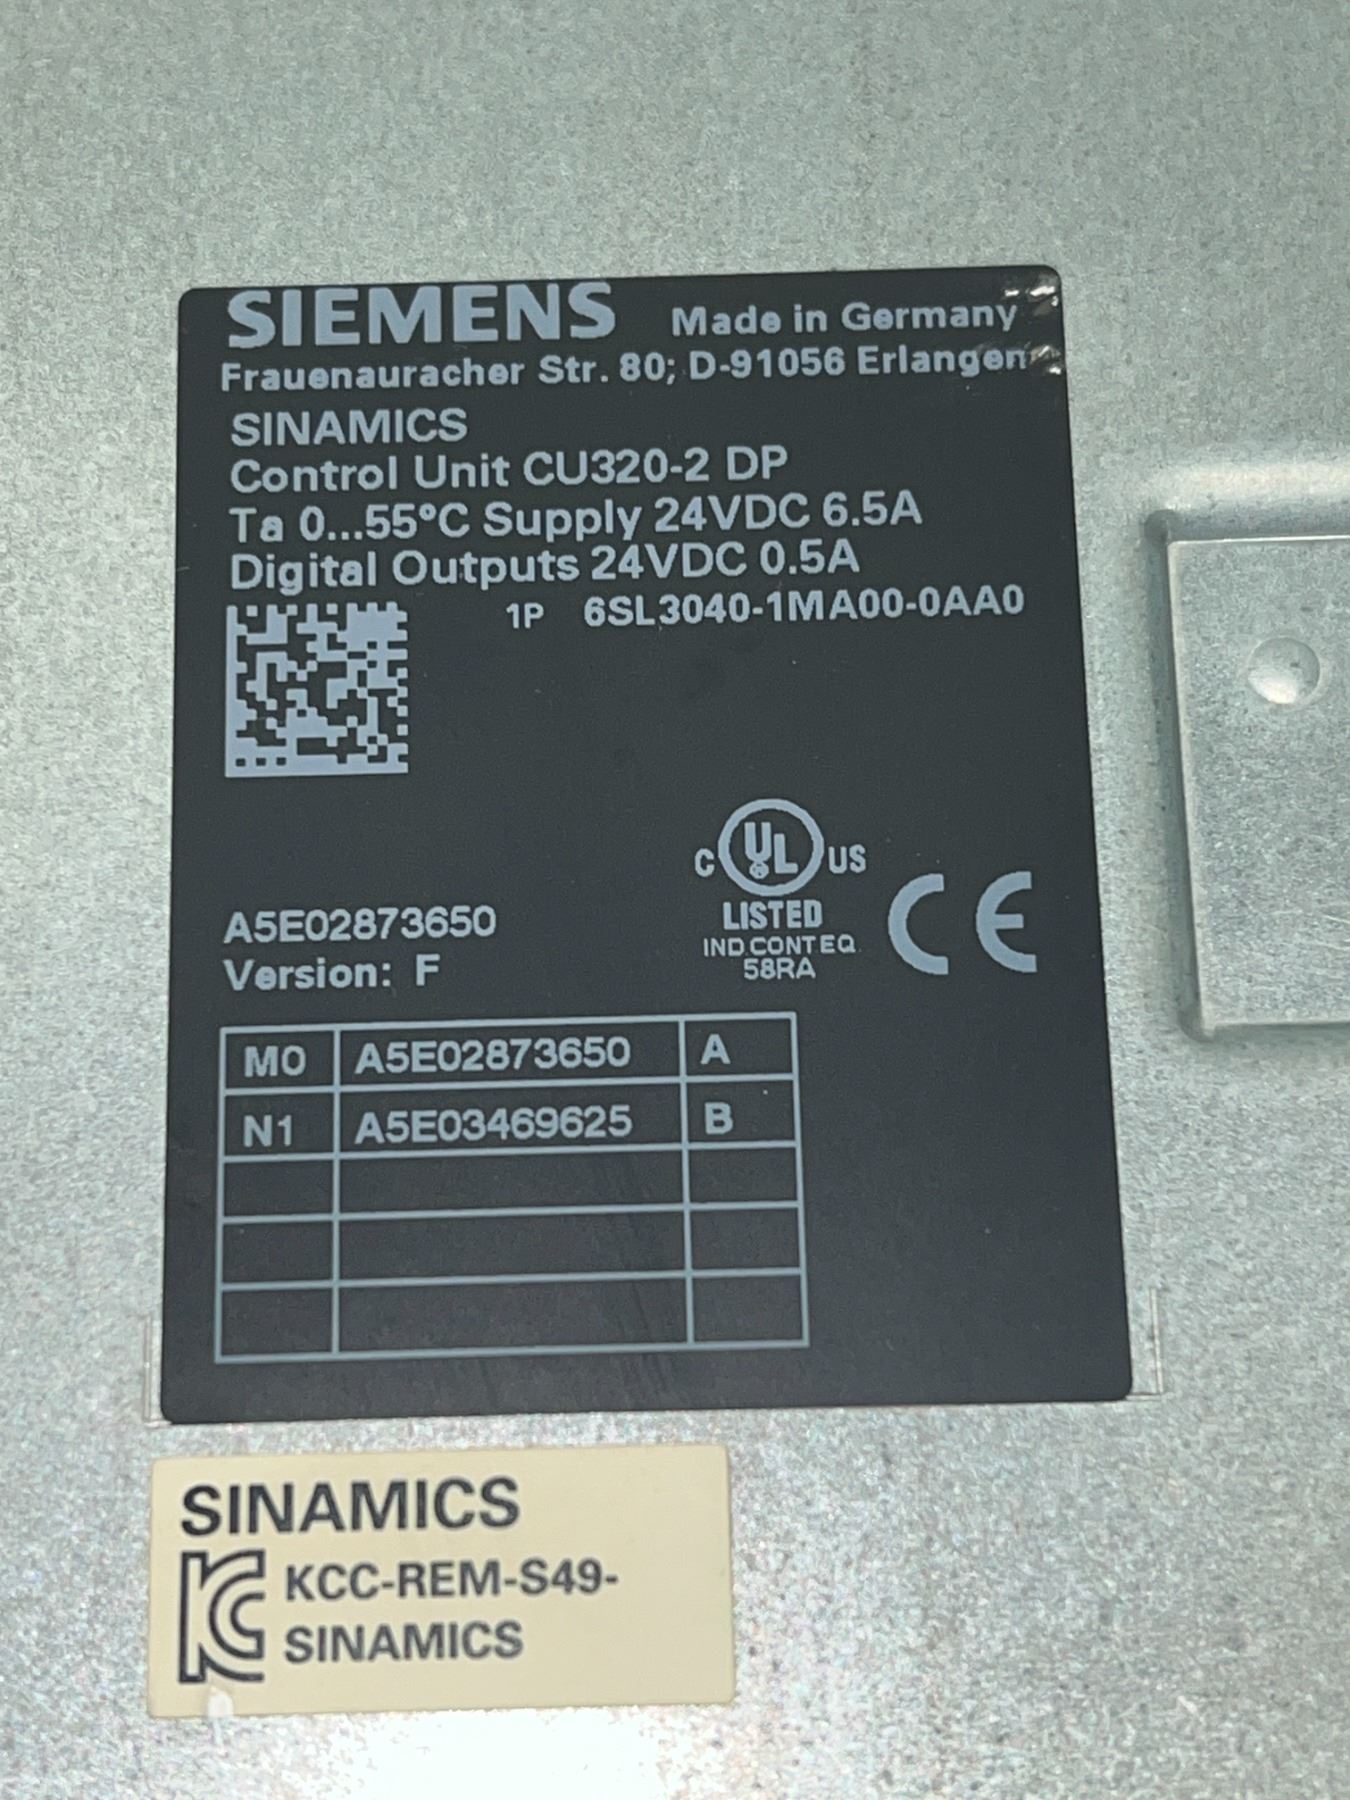 SIEMENS Made in Germany
Frauenauracher Str. 80; D-91056 Erlangen
SINAMICS
Control Unit CU320-2 DP
Ta 0...55°C Supply 24VDC 6.5A
Digital Outputs 24VDC 0.5A
1P 6SL3040-1MA00-0AA0
C UL US
LISTED
IND.CONT.EQ.
58RA
CE
A5E02873650
Version: F
M0 A5E02873650 A
N1 A5E03469625 B
SINAMICS
KCC-REM-S49-
SINAMICS